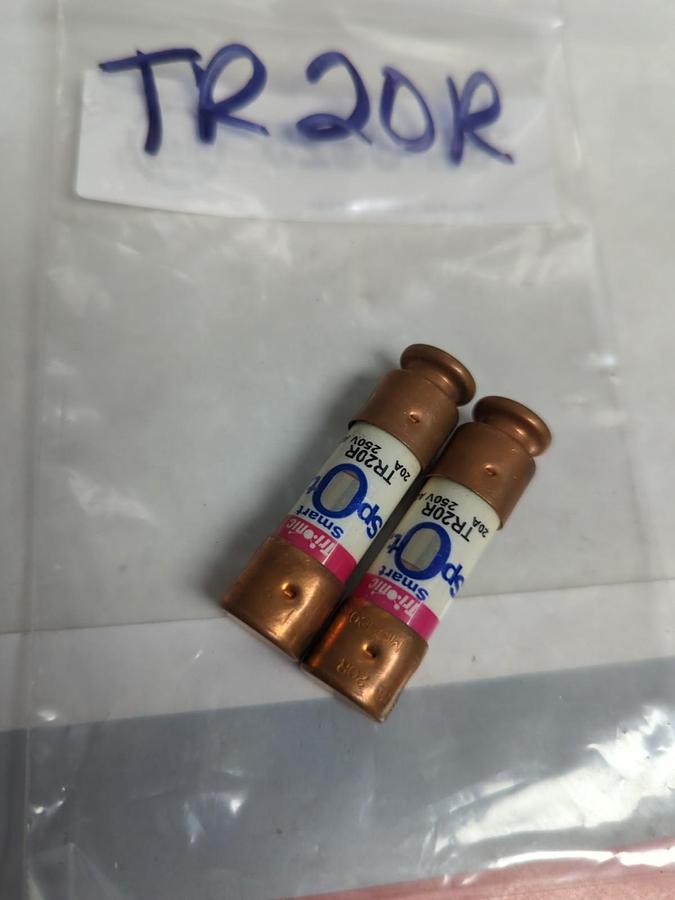 TR20R
TR20R
20A
250V A
Smart
SpOt
Tri-onic
TR20R
20A
250V A
Smart
SpOt
Tri-onic
20R